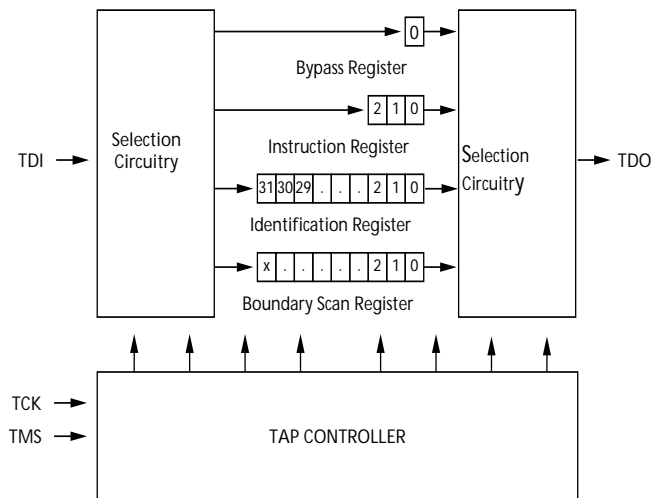 0
Bypass Register
2 1 0
Selection
Circuitry
Selection
Circuitry
TDI
TDO
Instruction Register
31 30 29 . . . 2 1 0
Identification Register
x . . . . . 2 1 0
Boundary Scan Register
TCK
TMS
TAP CONTROLLER